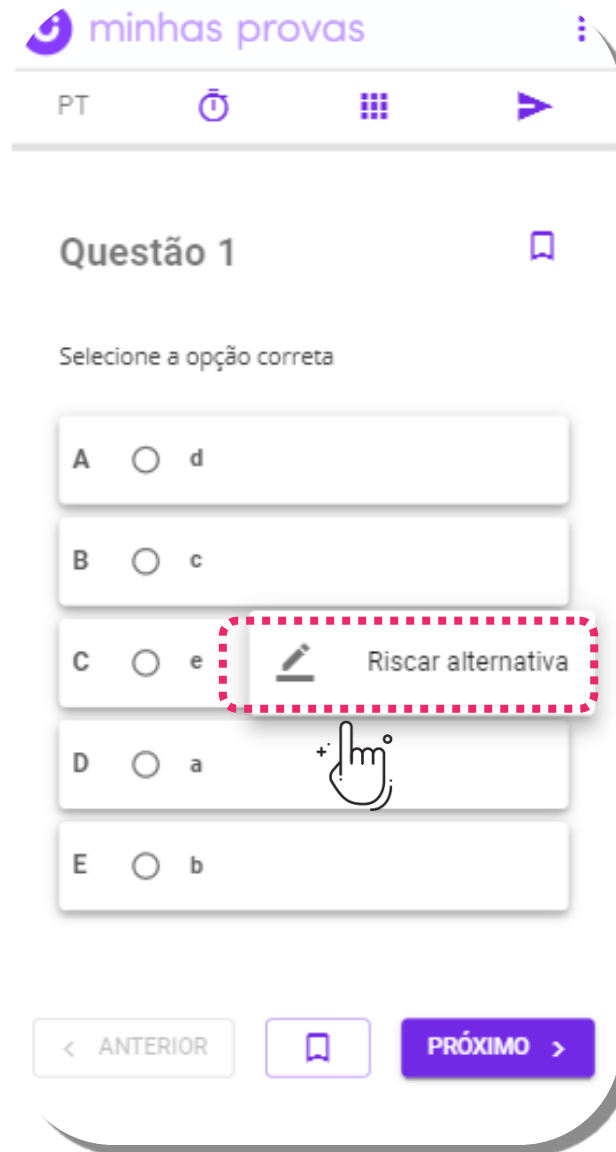 minhas provas
PT
Questão 1
Selecione a opção correta
A d
B c
C e
Riscar alternativa
D a
E b
ANTERIOR
PRÓXIMO